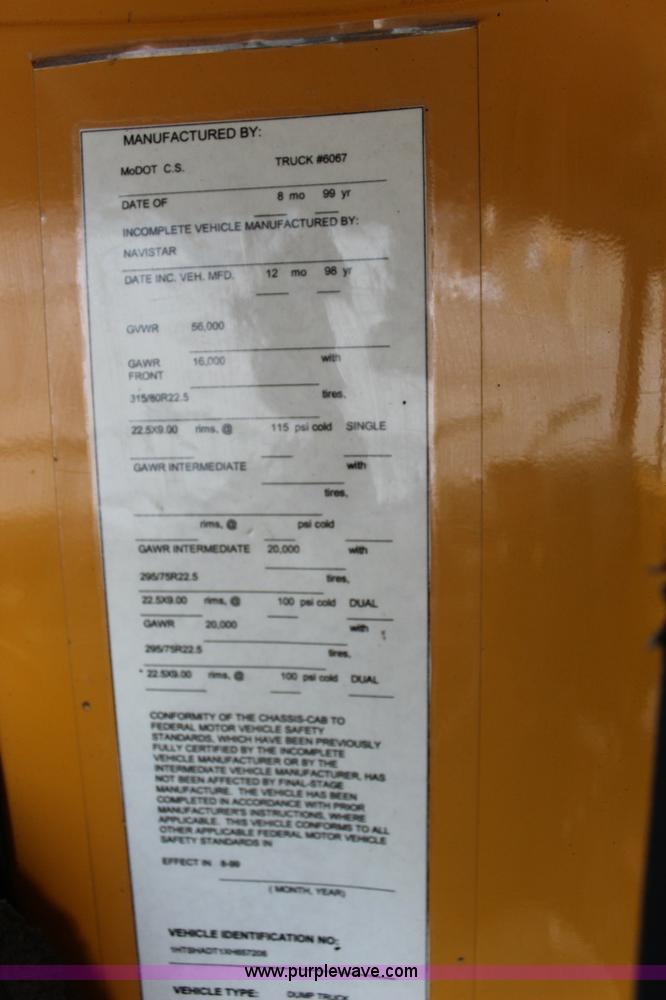 MANUFACTURED BY:
MoDOT C.S. TRUCK #6067
DATE OF 8 mo 99 yr
INCOMPLETE VEHICLE MANUFACTURED BY:
NAVISTAR
DATE INC. VEH. MFD. 12 mo 98 yr
GVWR 56,000
GAWR 16,000 with
FRONT
315/80R22.5 tires,
22.5X9.00 rims, @ 115 psi cold SINGLE
GAWR INTERMEDIATE with
tires,
rims, @ psi cold
GAWR INTERMEDIATE 20,000 with
295/75R22.5 tires,
22.5X9.00 rims, @ 100 psi cold DUAL
GAWR 20,000 with
295/75R22.5 tires,
22.5X9.00 rims, @ 100 psi cold DUAL
CONFORMITY OF THE CHASSIS-CAB TO
FEDERAL MOTOR VEHICLE SAFETY
STANDARDS, WHICH HAVE BEEN PREVIOUSLY
FULLY CERTIFIED BY THE INCOMPLETE
VEHICLE MANUFACTURER OR BY THE
INTERMEDIATE VEHICLE MANUFACTURER, HAS
NOT BEEN AFFECTED BY FINAL-STAGE
MANUFACTURE. THE VEHICLE HAS BEEN
COMPLETED IN ACCORDANCE WITH PRIOR
MANUFACTURER'S INSTRUCTIONS, WHERE
APPLICABLE. THIS VEHICLE CONFORMS TO ALL
OTHER APPLICABLE FEDERAL MOTOR VEHICLE
SAFETY STANDARDS IN
EFFECT IN 8-99
( MONTH, YEAR)
VEHICLE IDENTIFICATION NO:
1HTSHADT1XH657206
www.purplewave.com
VEHICLE TYPE: DUMP TRUCK